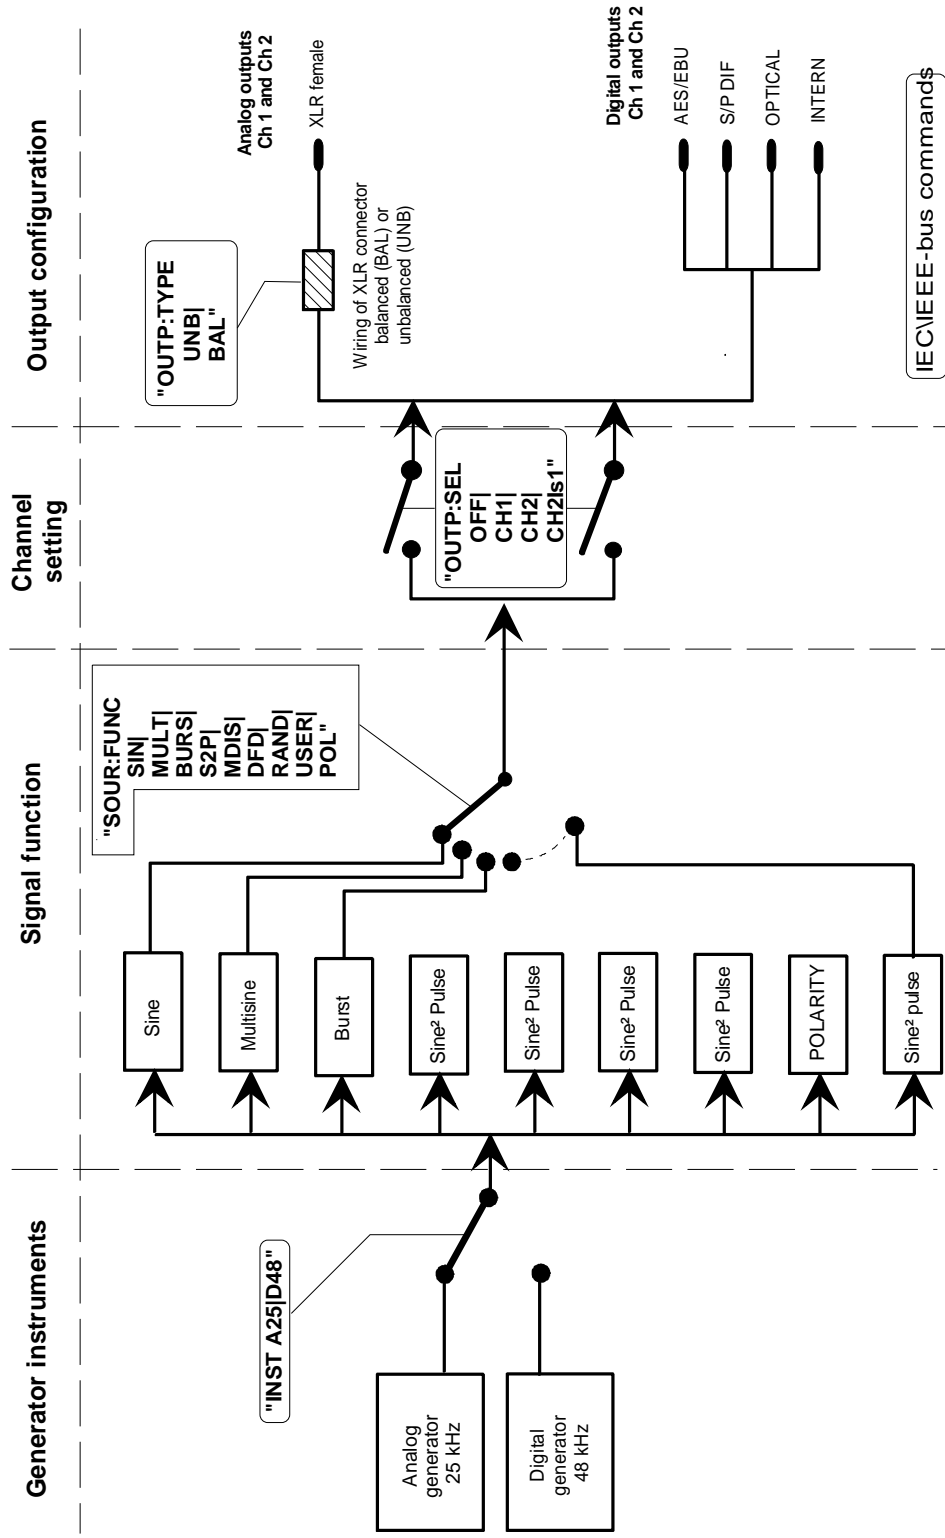 Generator instruments
Signal function
Channel
setting
Output configuration
"INST A25|D48"
Analog
generator
25 kHz
Digital
generator
48 kHz
"SOUR:FUNC
SIN|
MULT|
BURS|
S2P|
MDIS|
DFD|
RAND|
USER|
POL"
Sine
Multisine
Burst
Sine² Pulse
Sine² Pulse
Sine² Pulse
Sine² Pulse
POLARITY
Sine² pulse
"OUTP:SEL
OFF|
CH1|
CH2|
CH2Is1"
"OUTP:TYPE
UNB|
BAL"
Analog outputs
Ch 1 and Ch 2
XLR female
Wiring of XLR connector
balanced (BAL) or
unbalanced (UNB)
Digital outputs
Ch 1 and Ch 2
AES/EBU
S/P DIF
OPTICAL
INTERN
IEC\IEEE-bus commands